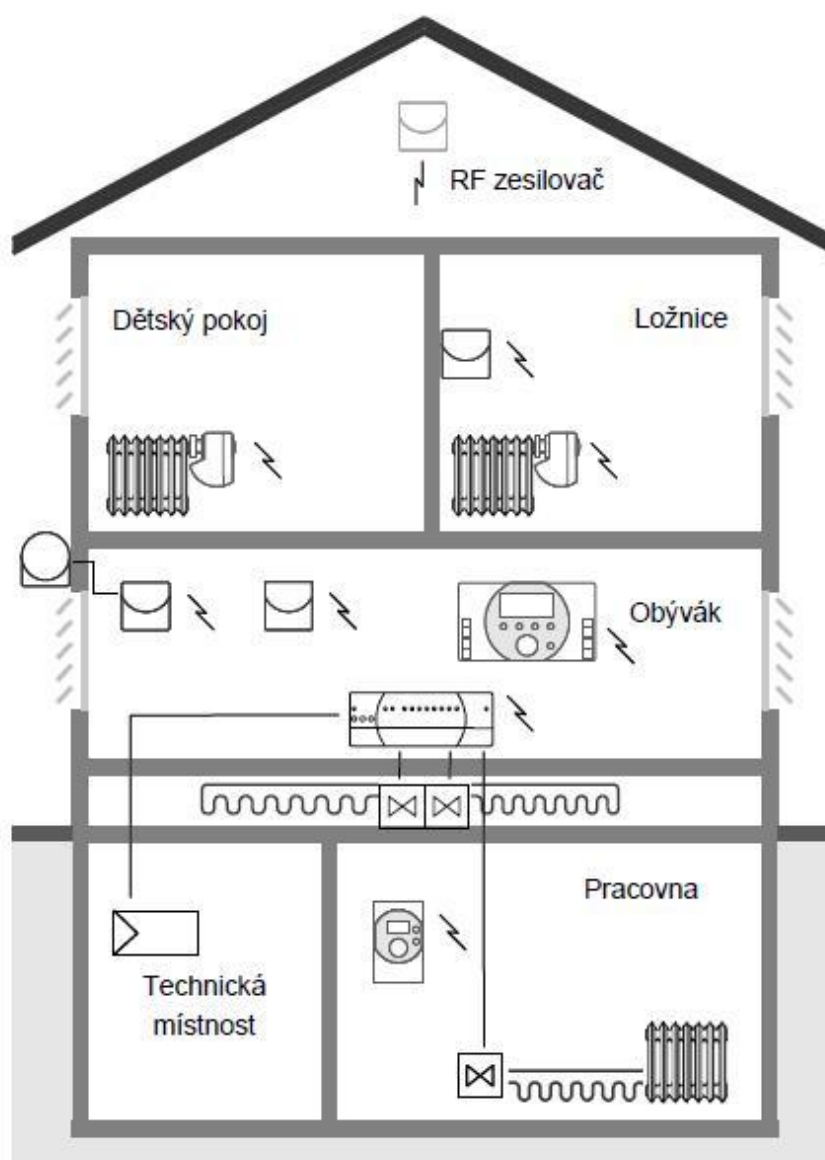 RF zesilovač
Dětský pokoj
Ložnice
Obývák
Pracovna
Technická
místnost